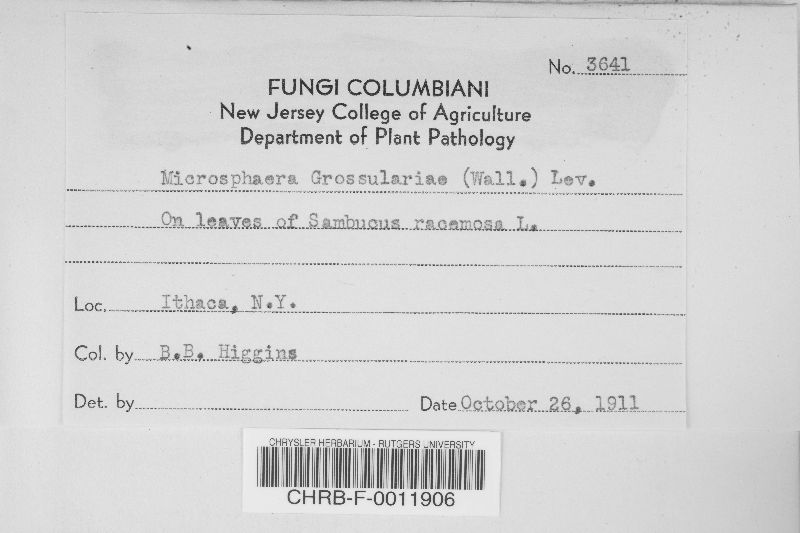 No. 3641
FUNGI COLUMBIANI
New Jersey College of Agriculture
Department of Plant Pathology
Microsphaera Grossulariae (Wall.) Lev.
On leaves of Sambucus racemosa L.
Loc. Ithaca, N.Y.
Col. by B.B. Higgins
Det. by Date October 26, 1911
CHRYSLER HERBARIUM - RUTGERS UNIVERSITY
CHRB-F-0011906